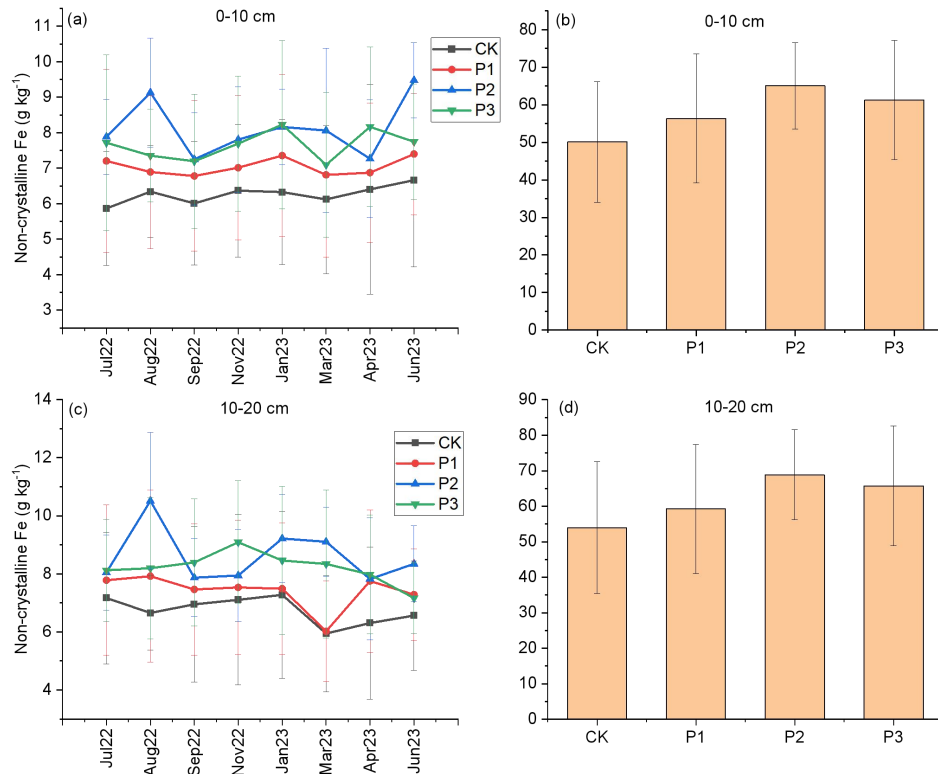 (a)
0-10 cm
Non-crystalline Fe (g kg⁻¹)
11
10
9
8
7
6
5
4
3
CK
P1
P2
P3
Jul22
Aug22
Sep22
Nov22
Jan23
Mar23
Apr23
Jun23
(b)
0-10 cm
80
70
60
50
40
30
20
10
0
CK
P1
P2
P3
(c)
10-20 cm
Non-crystalline Fe (g kg⁻¹)
14
12
10
8
6
4
CK
P1
P2
P3
Jul22
Aug22
Sep22
Nov22
Jan23
Mar23
Apr23
Jun23
(d)
10-20 cm
90
80
70
60
50
40
30
20
10
0
CK
P1
P2
P3